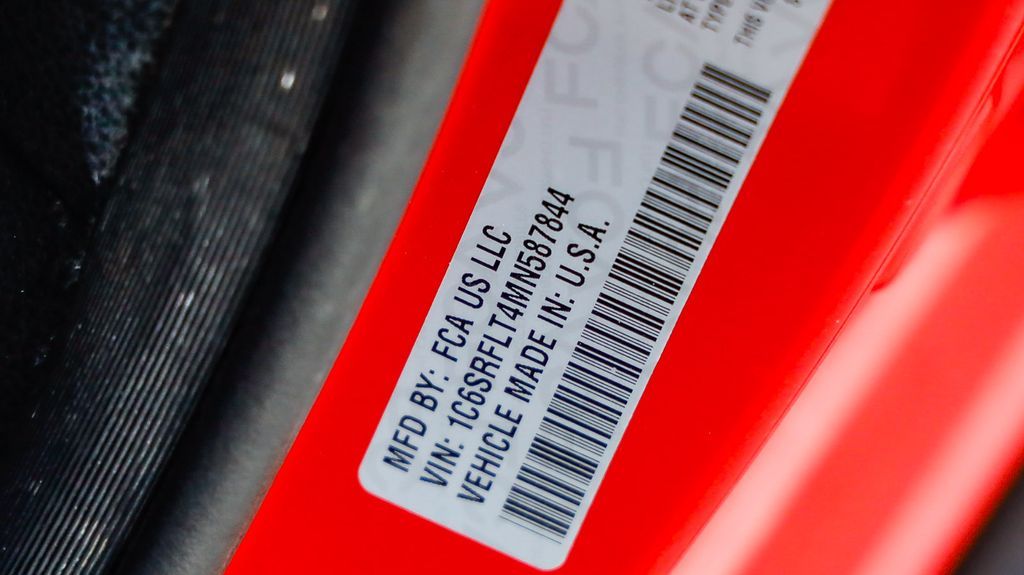 MFD BY: FCA US LLC
VIN: 1C6SRFLT4MN587844
VEHICLE MADE IN: U.S.A.